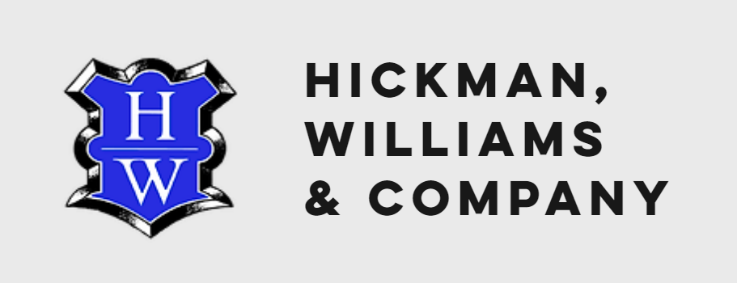 H
W
HICKMAN,
WILLIAMS
& COMPANY